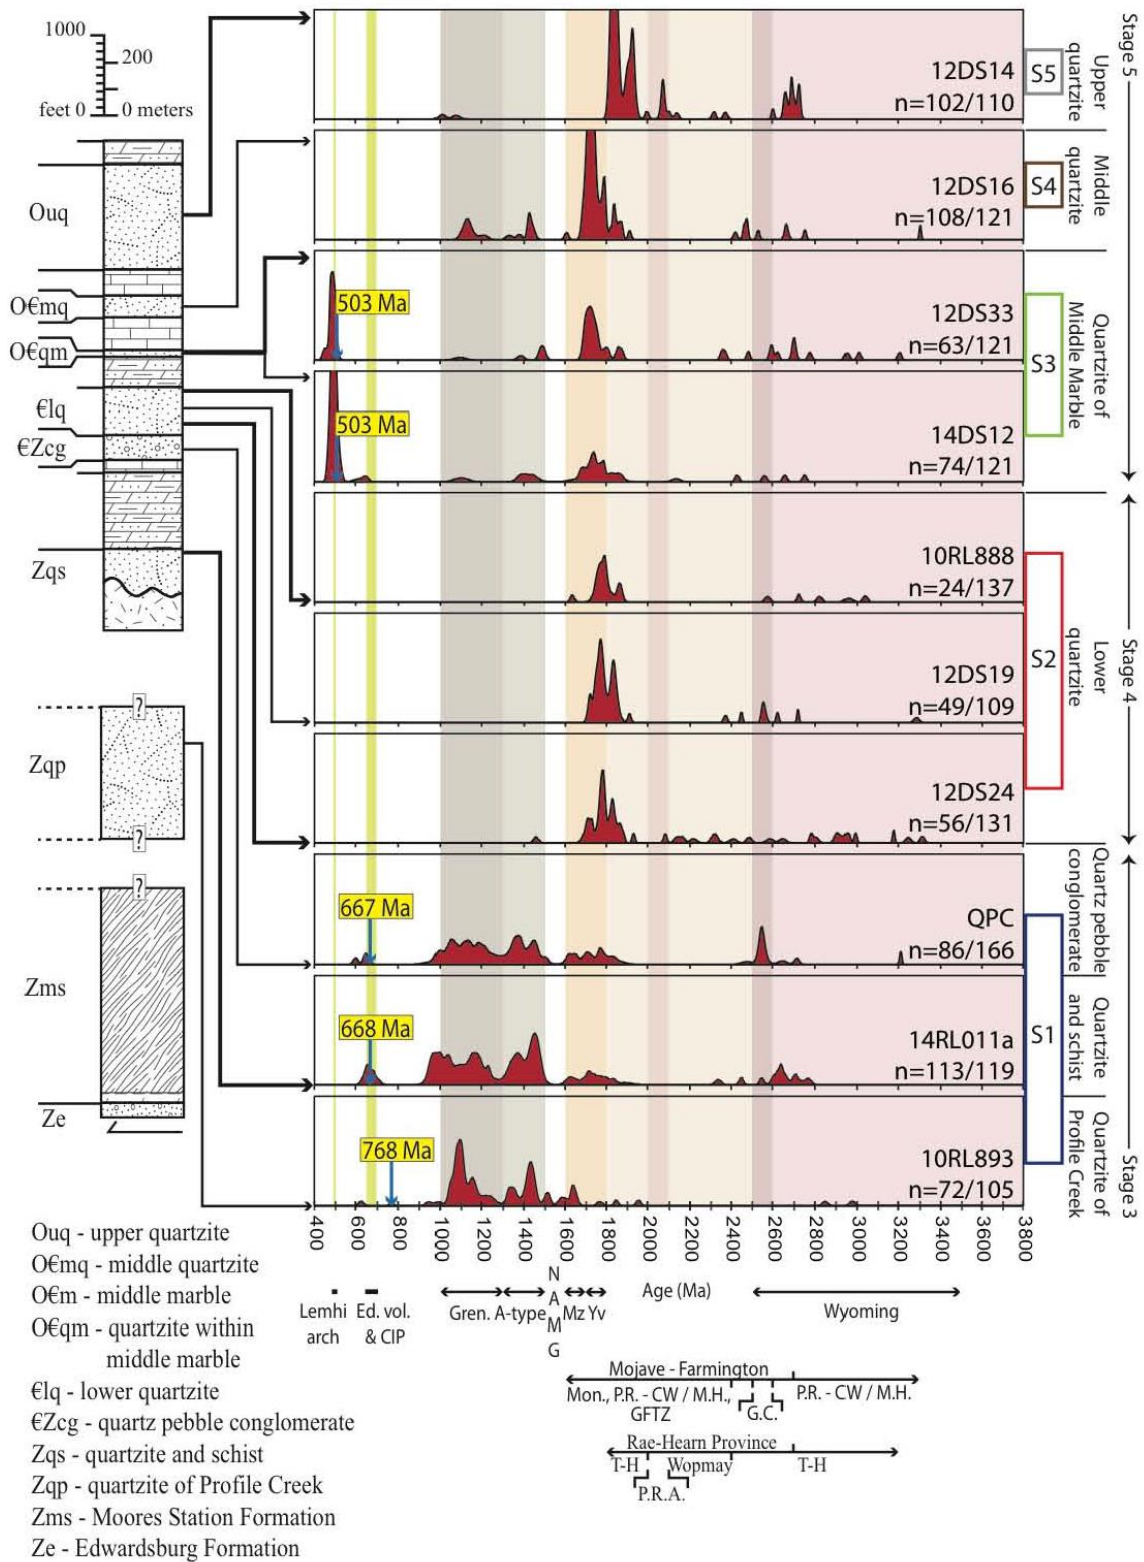 1000
200
feet 0
0 meters
Ouq
O€mq
O€qm
€lq
€Zcg
Zqs
?
Zqp
?
?
Zms
Ze
12DS14
n=102/110
S5
Upper
quartzite
Stage 5
12DS16
n=108/121
S4
Middle
quartzite
503 Ma
12DS33
n=63/121
503 Ma
14DS12
n=74/121
S3
Quartzite of
Middle Marble
10RL888
n=24/137
12DS19
n=49/109
12DS24
n=56/131
S2
Lower
quartzite
Stage 4
667 Ma
QPC
n=86/166
Quartz pebble
conglomerate
668 Ma
14RL011a
n=113/119
S1
Quartzite
and schist
768 Ma
10RL893
n=72/105
Quartzite of
Profile Creek
Stage 3
400 600 800 1000 1200 1400 1600 1800 2000 2200 2400 2600 2800 3000 3200 3400 3600 3800
Lemhi
arch
Ed. vol.
& CIP
Gren. A-type
N
A
M
G
Mz Yv
Age (Ma)
Wyoming
Mojave - Farmington
Mon., P.R. - CW / M.H.,
GFTZ
G.C.
P.R. - CW / M.H.
Rae-Hearn Province
T-H
Wopmay
T-H
P.R.A.
Ouq - upper quartzite
O€mq - middle quartzite
O€m - middle marble
O€qm - quartzite within
middle marble
€lq - lower quartzite
€Zcg - quartz pebble conglomerate
Zqs - quartzite and schist
Zqp - quartzite of Profile Creek
Zms - Moores Station Formation
Ze - Edwardsburg Formation